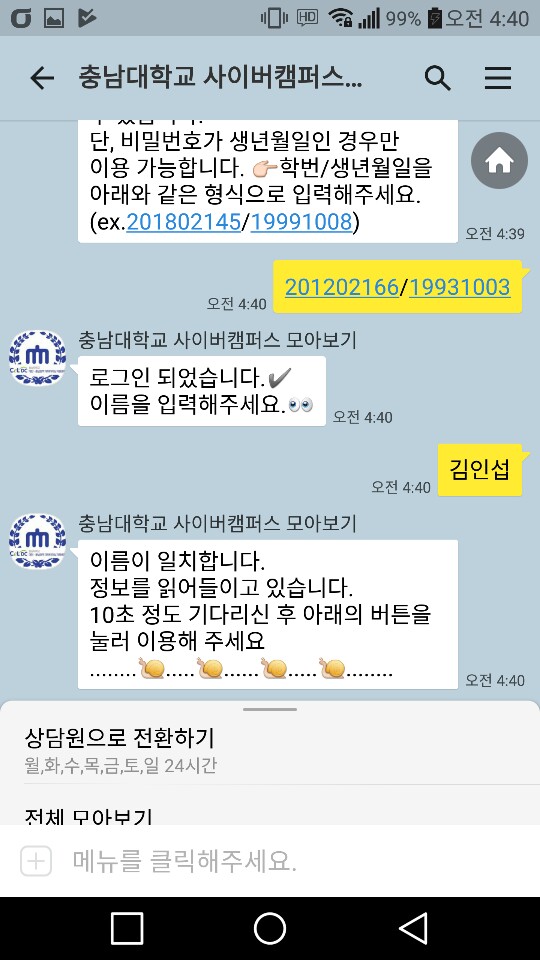 HD 99% 오전 4:40
충남대학교 사이버캠퍼스...
단, 비밀번호가 생년월일인 경우만
이용 가능합니다. 👉학번/생년월일을
아래와 같은 형식으로 입력해주세요.
(ex.201802145/19991008)
오전 4:39
201202166/19931003
오전 4:40
충남대학교 사이버캠퍼스 모아보기
로그인 되었습니다.✔
이름을 입력해주세요.👀
오전 4:40
김인섭
오전 4:40
충남대학교 사이버캠퍼스 모아보기
이름이 일치합니다.
정보를 읽어들이고 있습니다.
10초 정도 기다리신 후 아래의 버튼을
눌러 이용해 주세요
........🐌.....🐌......🐌.....🐌........
오전 4:40
상담원으로 전환하기
월,화,수,목,금,토,일 24시간
전체 모아보기
메뉴를 클릭해주세요.